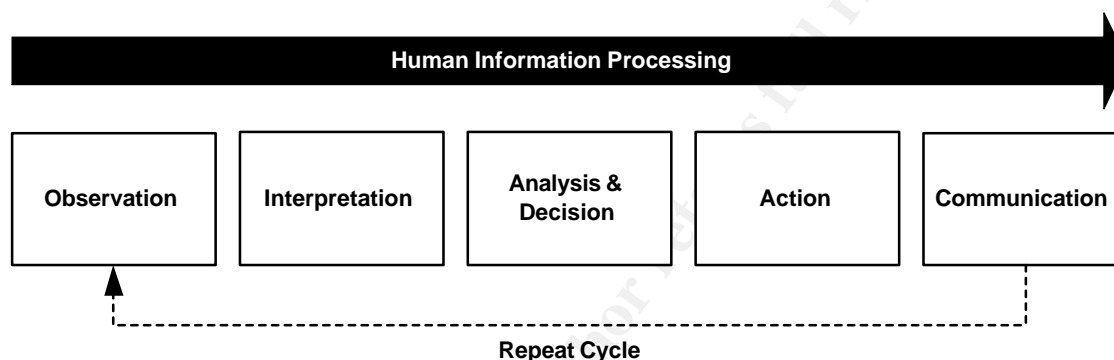 Human Information Processing
Observation
Interpretation
Analysis &
Decision
Action
Communication
Repeat Cycle